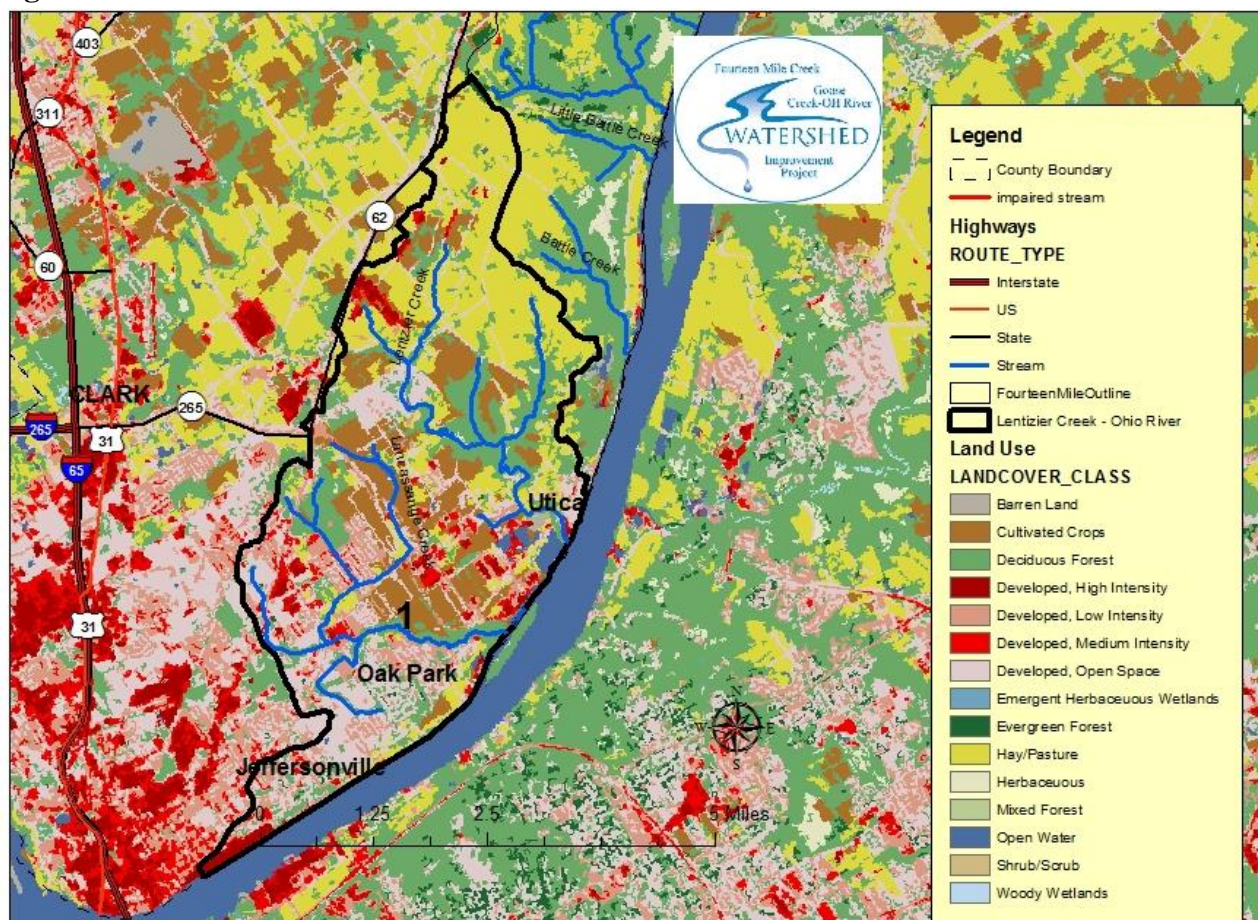 403
311
62
60
CLARK
265
265
31
65
31
Little Battle Creek
Battle Creek
Lentzier Creek
Lancassange Creek
Utica
1
Oak Park
Jeffersonville
0 1.25 2.5 5 Miles
N
W E
S
Fourteen Mile Creek
Goose
Creek-OH River
WATERSHED
Improvement
Project
Legend
County Boundary
impaired stream
Highways
ROUTE_TYPE
Interstate
US
State
Stream
FourteenMileOutline
Lentizier Creek - Ohio River
Land Use
LANDCOVER_CLASS
Barren Land
Cultivated Crops
Deciduous Forest
Developed, High Intensity
Developed, Low Intensity
Developed, Medium Intensity
Developed, Open Space
Emergent Herbaceuous Wetlands
Evergreen Forest
Hay/Pasture
Herbaceuous
Mixed Forest
Open Water
Shrub/Scrub
Woody Wetlands